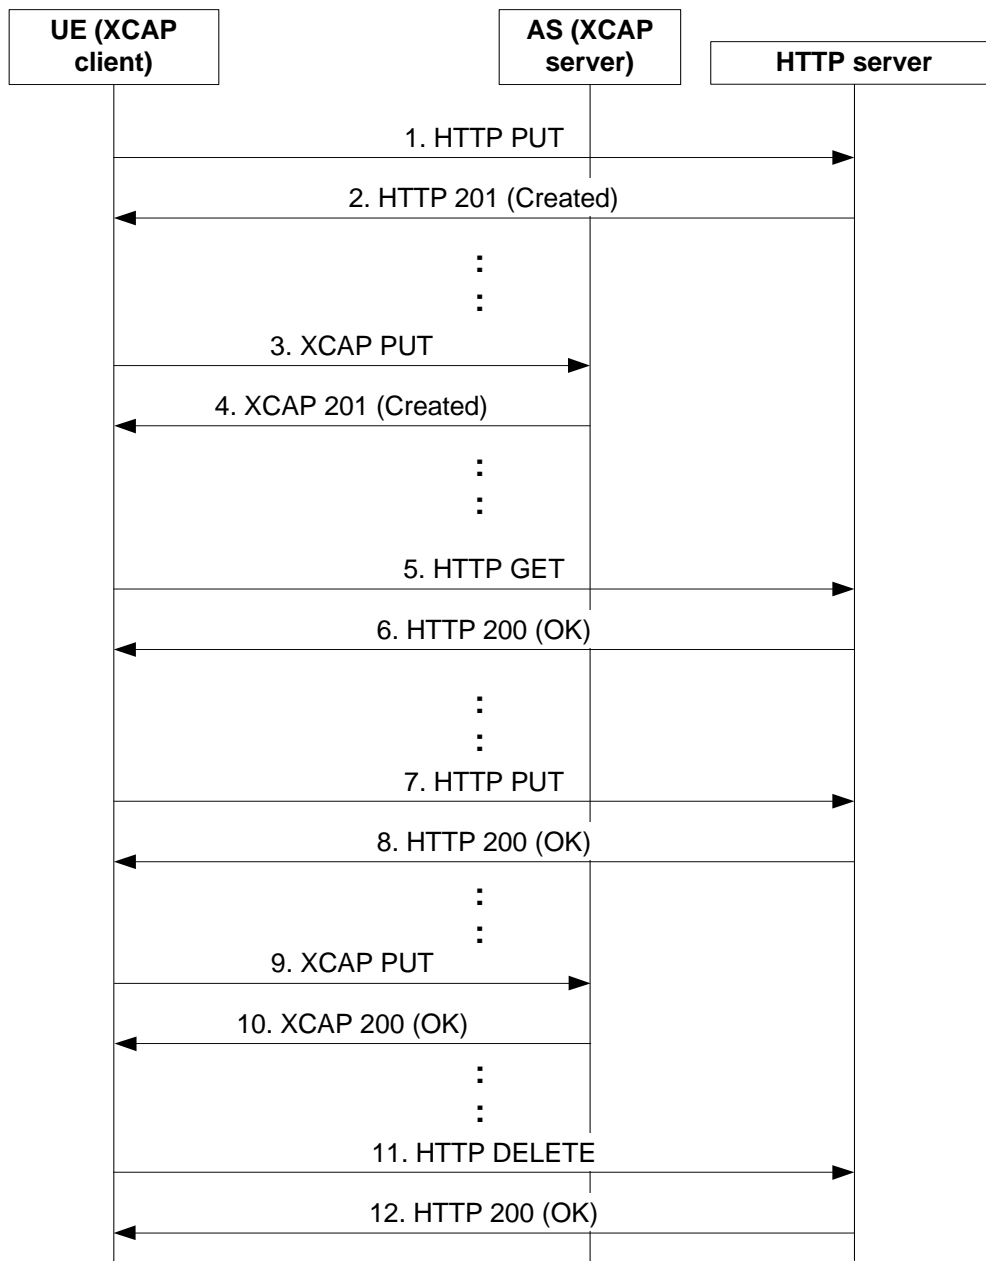 UE (XCAP
client)
AS (XCAP
server)
HTTP server
1. HTTP PUT
2. HTTP 201 (Created)
:
:
3. XCAP PUT
4. XCAP 201 (Created)
:
:
5. HTTP GET
6. HTTP 200 (OK)
:
:
7. HTTP PUT
8. HTTP 200 (OK)
:
:
9. XCAP PUT
10. XCAP 200 (OK)
:
:
11. HTTP DELETE
12. HTTP 200 (OK)